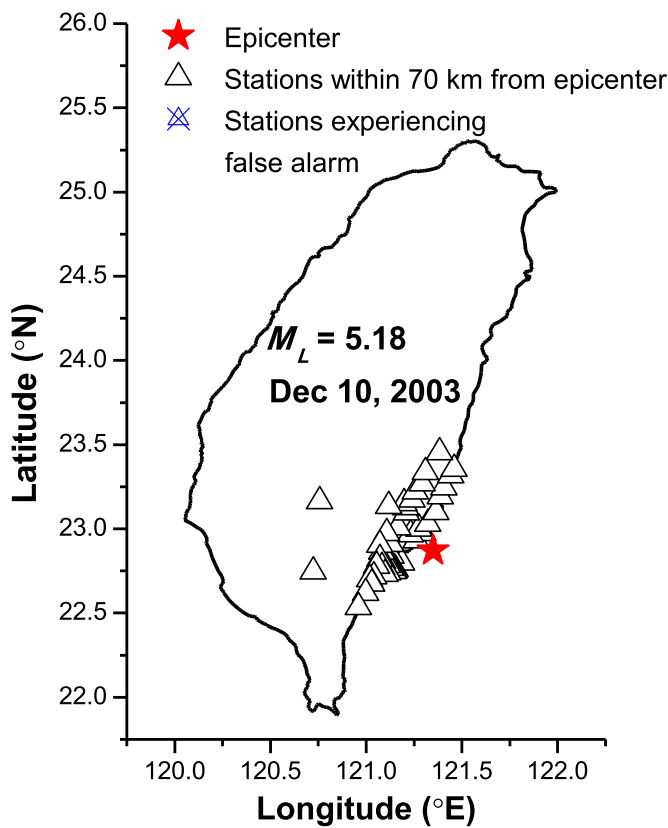 Epicenter
Stations within 70 km from epicenter
Stations experiencing
false alarm
M_L = 5.18
Dec 10, 2003
Latitude (°N)
26.0
25.5
25.0
24.5
24.0
23.5
23.0
22.5
22.0
120.0 120.5 121.0 121.5 122.0
Longitude (°E)